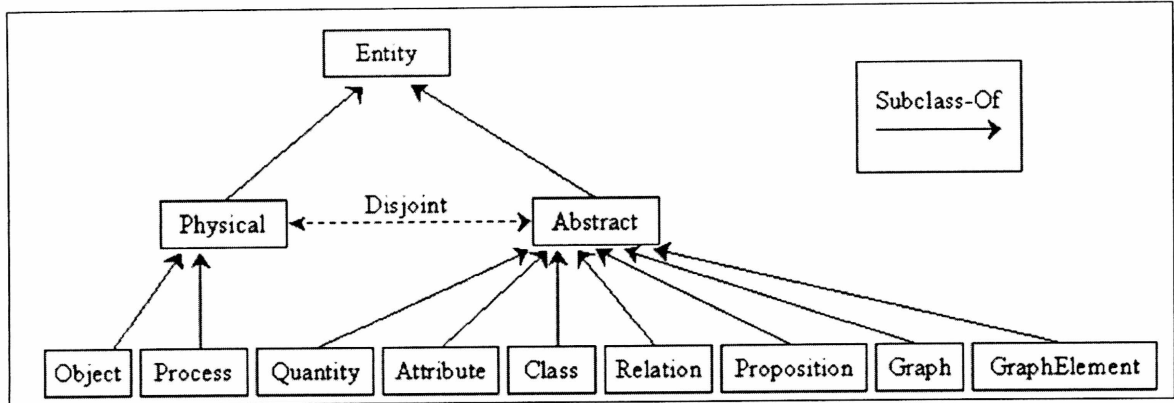 Entity
Subclass-Of
Physical
Disjoint
Abstract
Object
Process
Quantity
Attribute
Class
Relation
Proposition
Graph
GraphElement